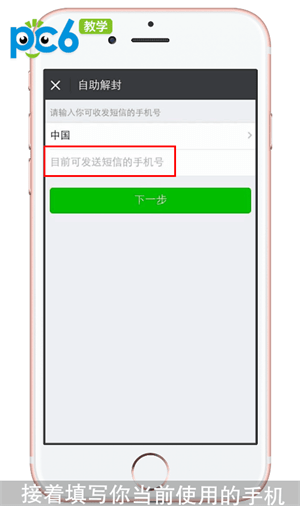 pc6
教学
自助解封
请输入你可收发短信的手机号
中国
目前可发送短信的手机号
下一步
接着填写你当前使用的手机